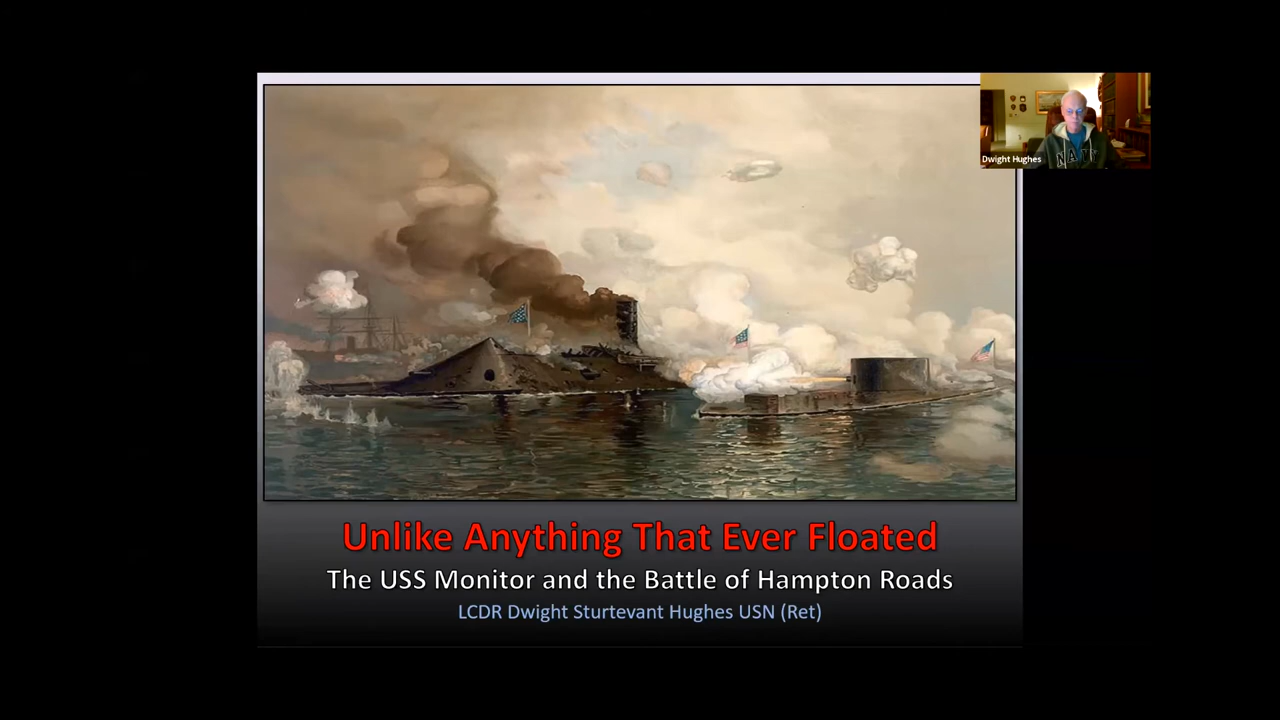 Dwight Hughes
NAVY
Unlike Anything That Ever Floated
The USS Monitor and the Battle of Hampton Roads
LCDR Dwight Sturtevant Hughes USN (Ret)